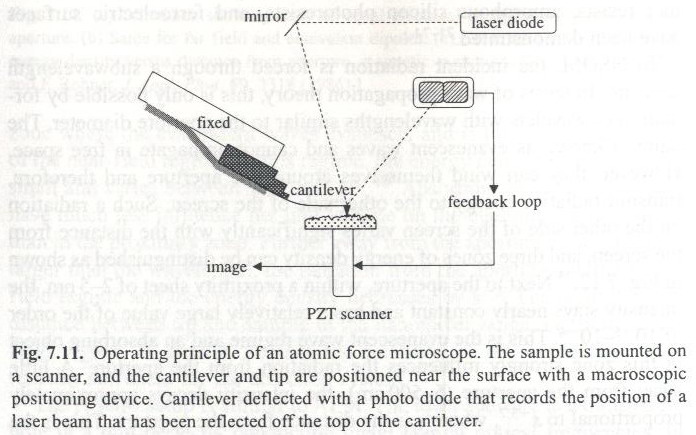 mirror
laser diode
fixed
cantilever
feedback loop
image
PZT scanner
Fig. 7.11. Operating principle of an atomic force microscope. The sample is mounted on
a scanner, and the cantilever and tip are positioned near the surface with a macroscopic
positioning device. Cantilever deflected with a photo diode that records the position of a
laser beam that has been reflected off the top of the cantilever.